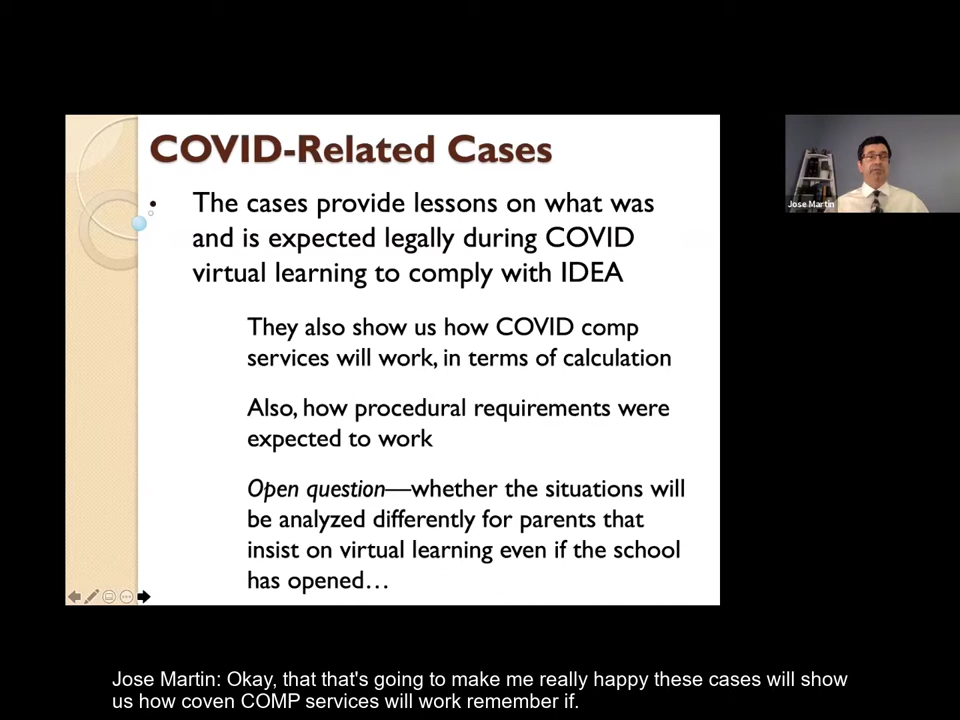 COVID-Related Cases
• The cases provide lessons on what was
and is expected legally during COVID
virtual learning to comply with IDEA
They also show us how COVID comp
services will work, in terms of calculation
Also, how procedural requirements were
expected to work
Open question—whether the situations will
be analyzed differently for parents that
insist on virtual learning even if the school
has opened…
Jose Martin
Jose Martin: Okay, that that's going to make me really happy these cases will show
us how coven COMP services will work remember if.